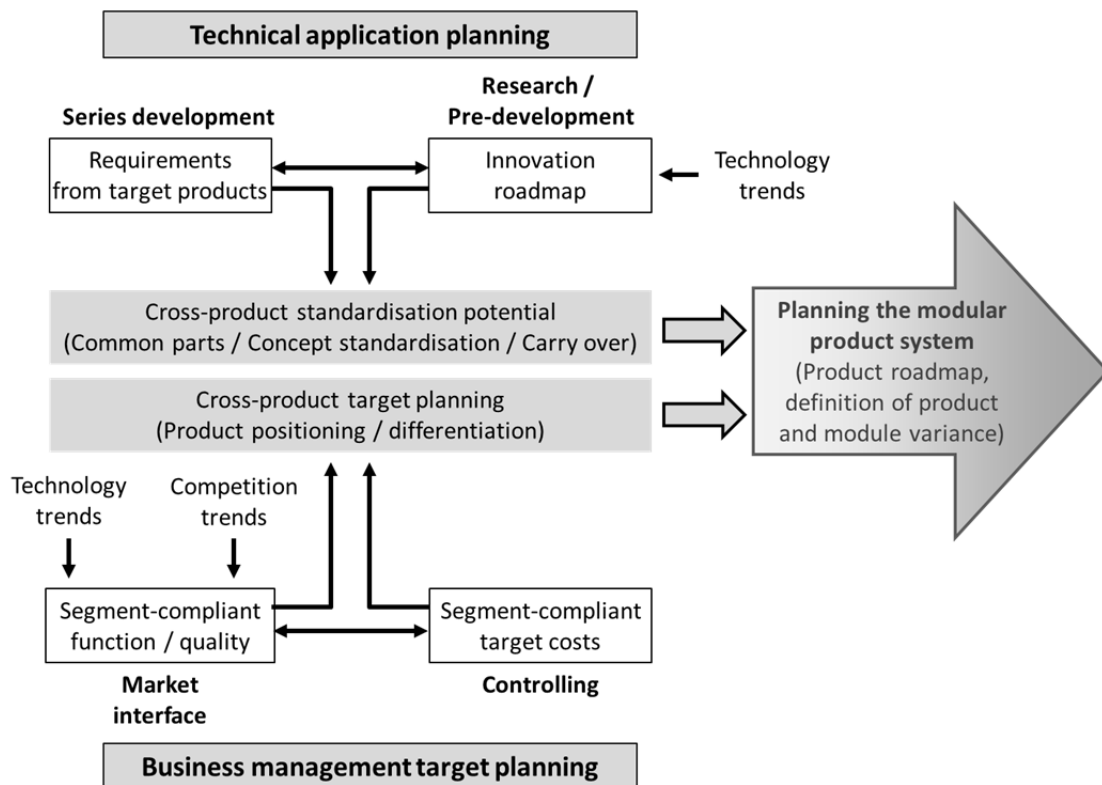 Technical application planning
Series development
Research /
Pre-development
Requirements
from target products
Innovation
roadmap
Technology
trends
Cross-product standardisation potential
(Common parts / Concept standardisation / Carry over)
Cross-product target planning
(Product positioning / differentiation)
Planning the modular
product system
(Product roadmap,
definition of product
and module variance)
Technology
trends
Competition
trends
Segment-compliant
function / quality
Segment-compliant
target costs
Market
interface
Controlling
Business management target planning